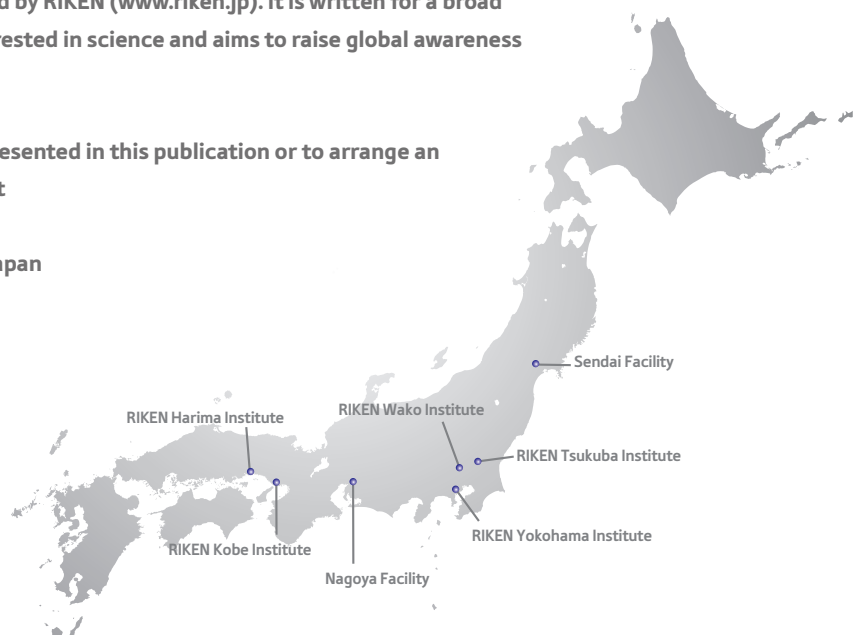 d by RIKEN (www.riken.jp). It is written for a broad
rested in science and aims to raise global awareness
esented in this publication or to arrange an
t
apan
Sendai Facility
RIKEN Harima Institute
RIKEN Wako Institute
RIKEN Tsukuba Institute
RIKEN Yokohama Institute
RIKEN Kobe Institute
Nagoya Facility